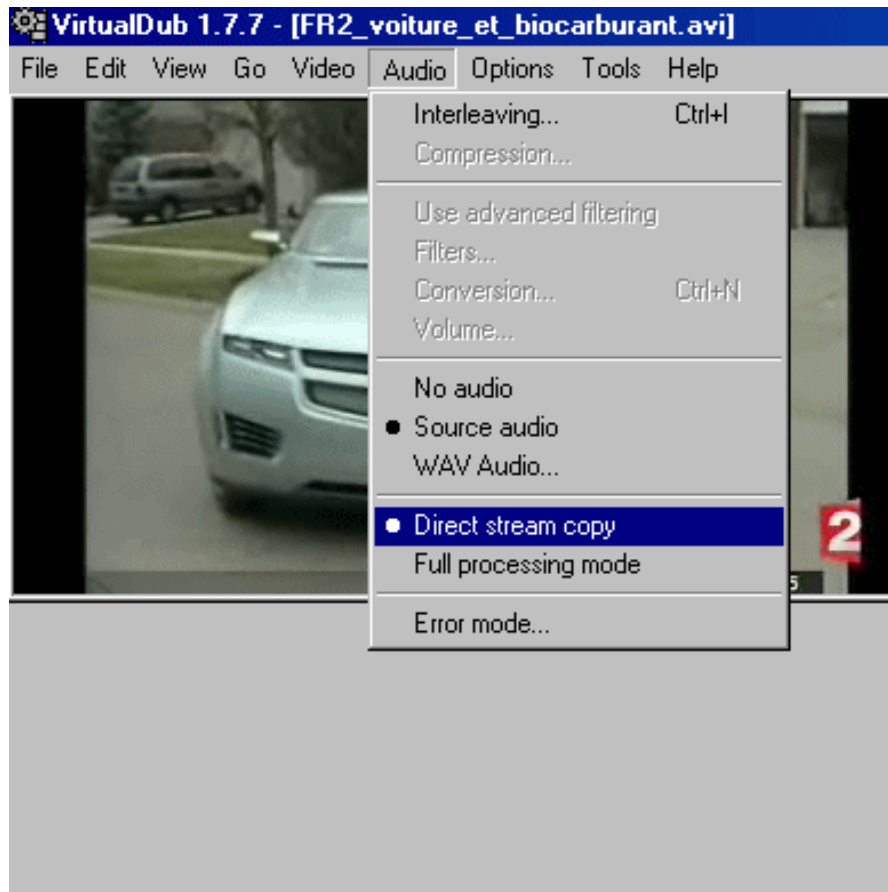 VirtualDub 1.7.7 - [FR2_voiture_et_biocarburant.avi]
File Edit View Go Video Audio Options Tools Help
Interleaving... Ctrl+I
Compression...
Use advanced filtering
Filters...
Conversion... Ctrl+N
Volume...
No audio
Source audio
WAV Audio...
Direct stream copy
2
Full processing mode
5
Error mode...